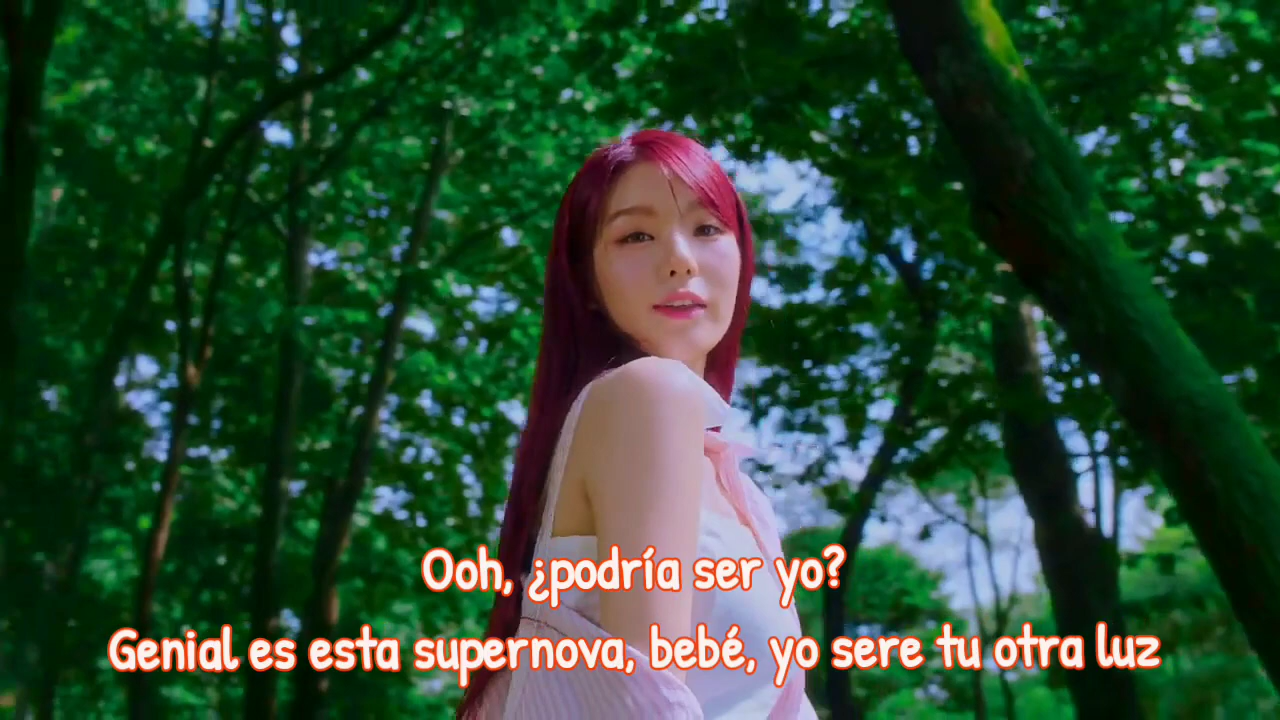 Ooh, ¿podría ser yo?
Genial es esta supernova, bebé, yo sere tu otra luz